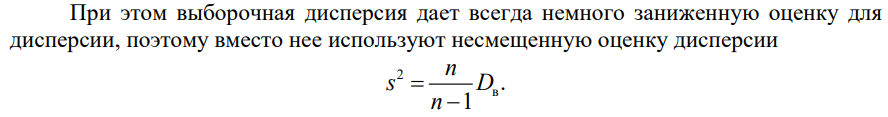 При этом выборочная дисперсия дает всегда немного заниженную оценку для
дисперсии, поэтому вместо нее используют несмещенную оценку дисперсии
s² = n/(n−1) Dв.